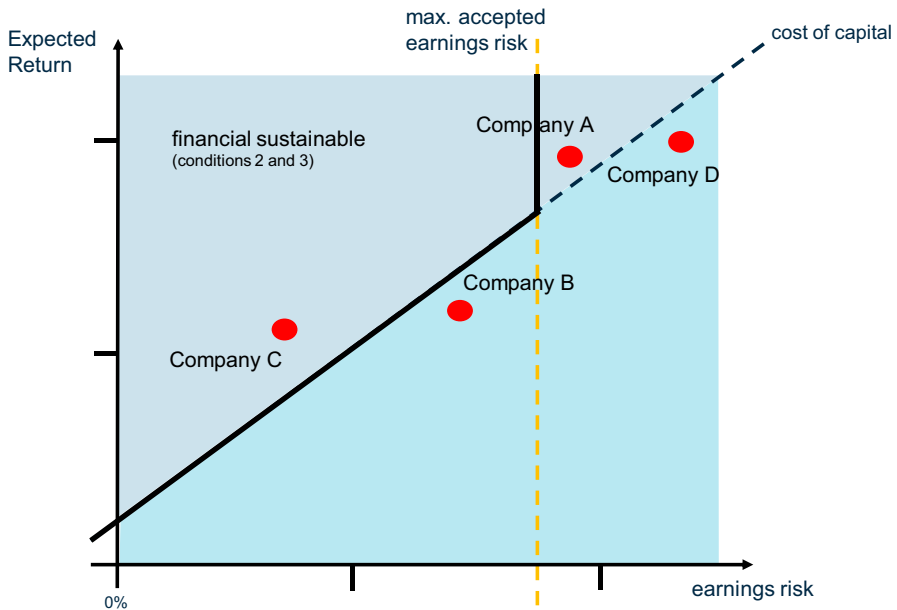 max. accepted
earnings risk
cost of capital
Expected
Return
Company A
financial sustainable
(conditions 2 and 3)
Company D
Company B
Company C
earnings risk
0%